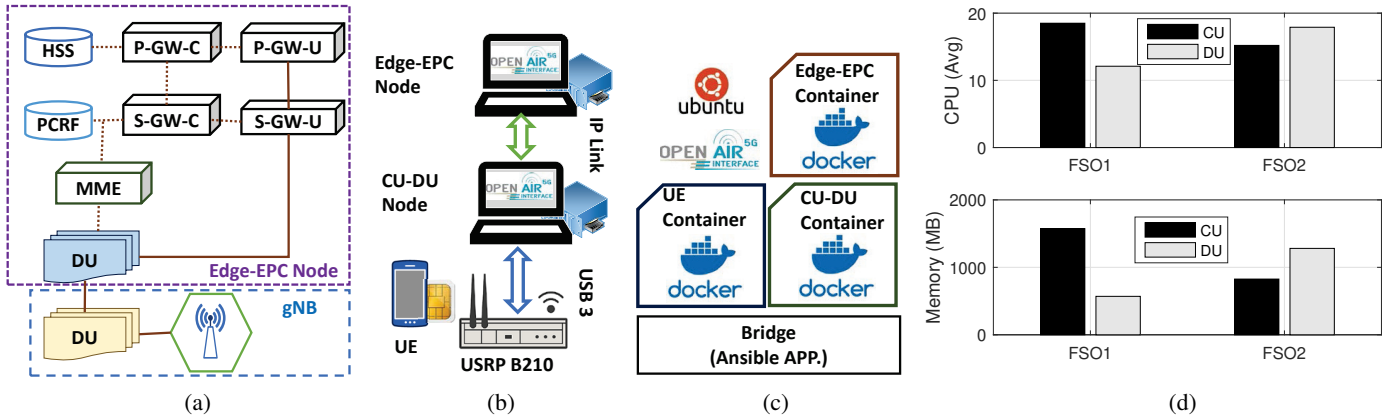 HSS
P-GW-C
P-GW-U
PCRF
S-GW-C
S-GW-U
MME
DU
Edge-EPC Node
gNB
DU
(a)
Edge-EPC
Node
OPEN AIR 5G
INTERFACE
IP Link
CU-DU
Node
OPEN AIR 5G
INTERFACE
USB 3
UE
USRP B210
(b)
ubuntu
OPEN AIR 5G
INTERFACE
Edge-EPC
Container
docker
UE
Container
docker
CU-DU
Container
docker
Bridge
(Ansible APP.)
(c)
CPU (Avg)
20
10
0
CU
DU
FSO1
FSO2
Memory (MB)
2000
1000
0
CU
DU
FSO1
FSO2
(d)